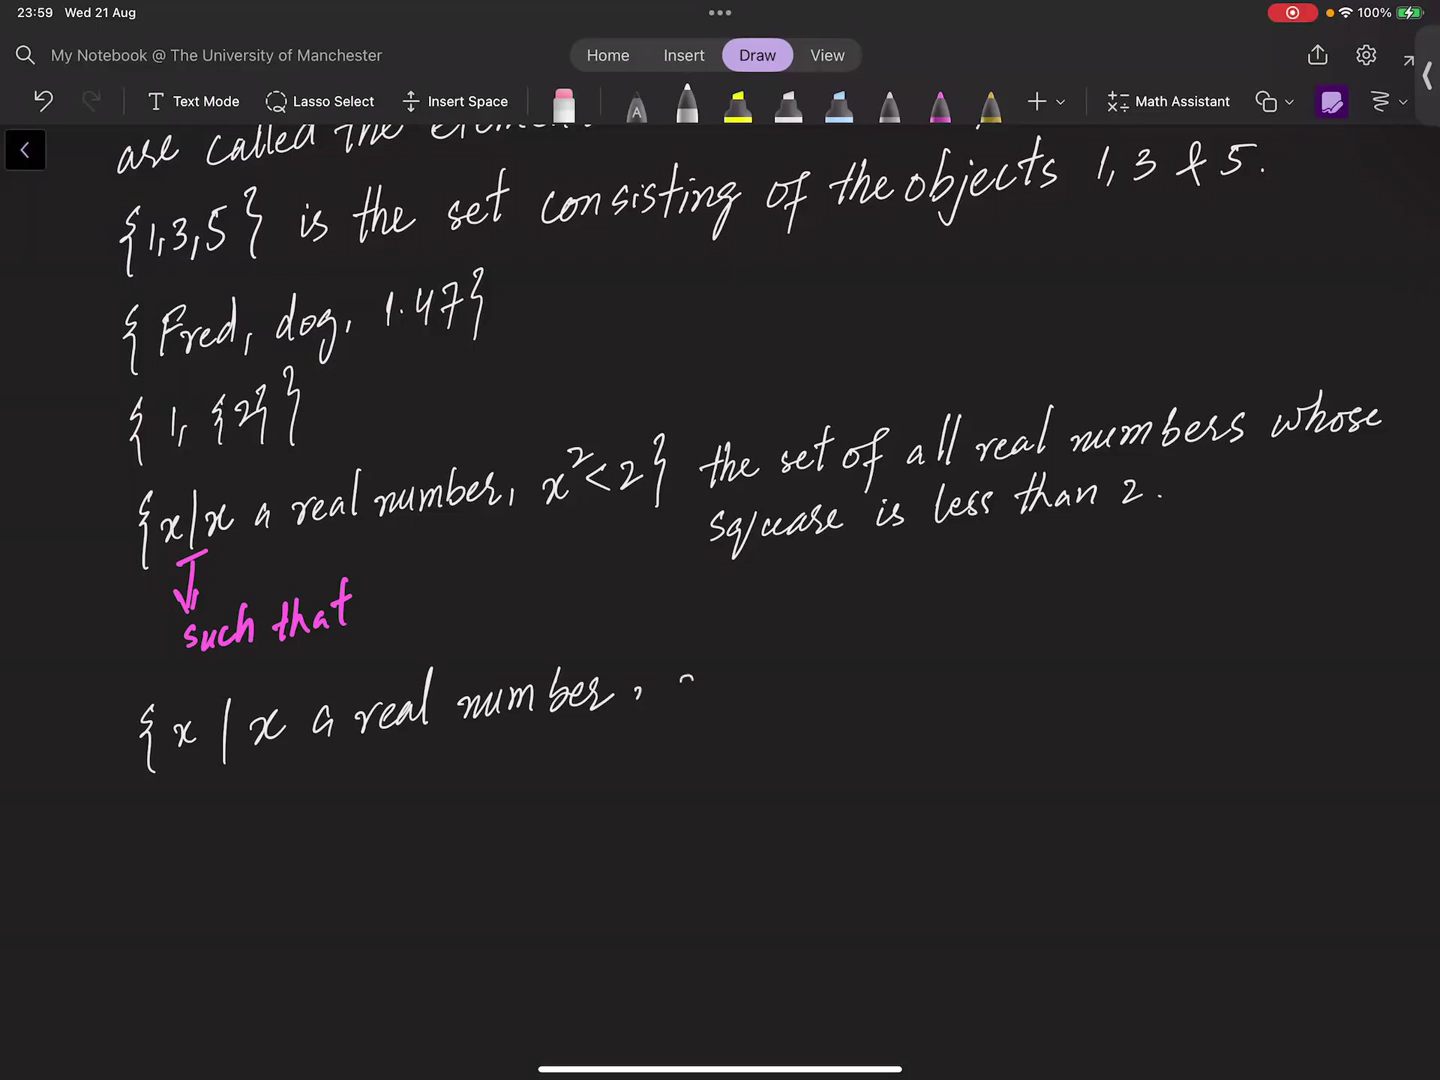 23:59 Wed 21 Aug
100%
My Notebook @ The University of Manchester
Home Insert Draw View
Text Mode Lasso Select Insert Space Math Assistant
are called the
{1,3,5} is the set consisting of the objects 1, 3 & 5.
{Fred, dog, 1.47}
{1, {2}}
{x|x a real number, x²<2} the set of all real numbers whose
square is less than 2.
such that
{x | x a real number,